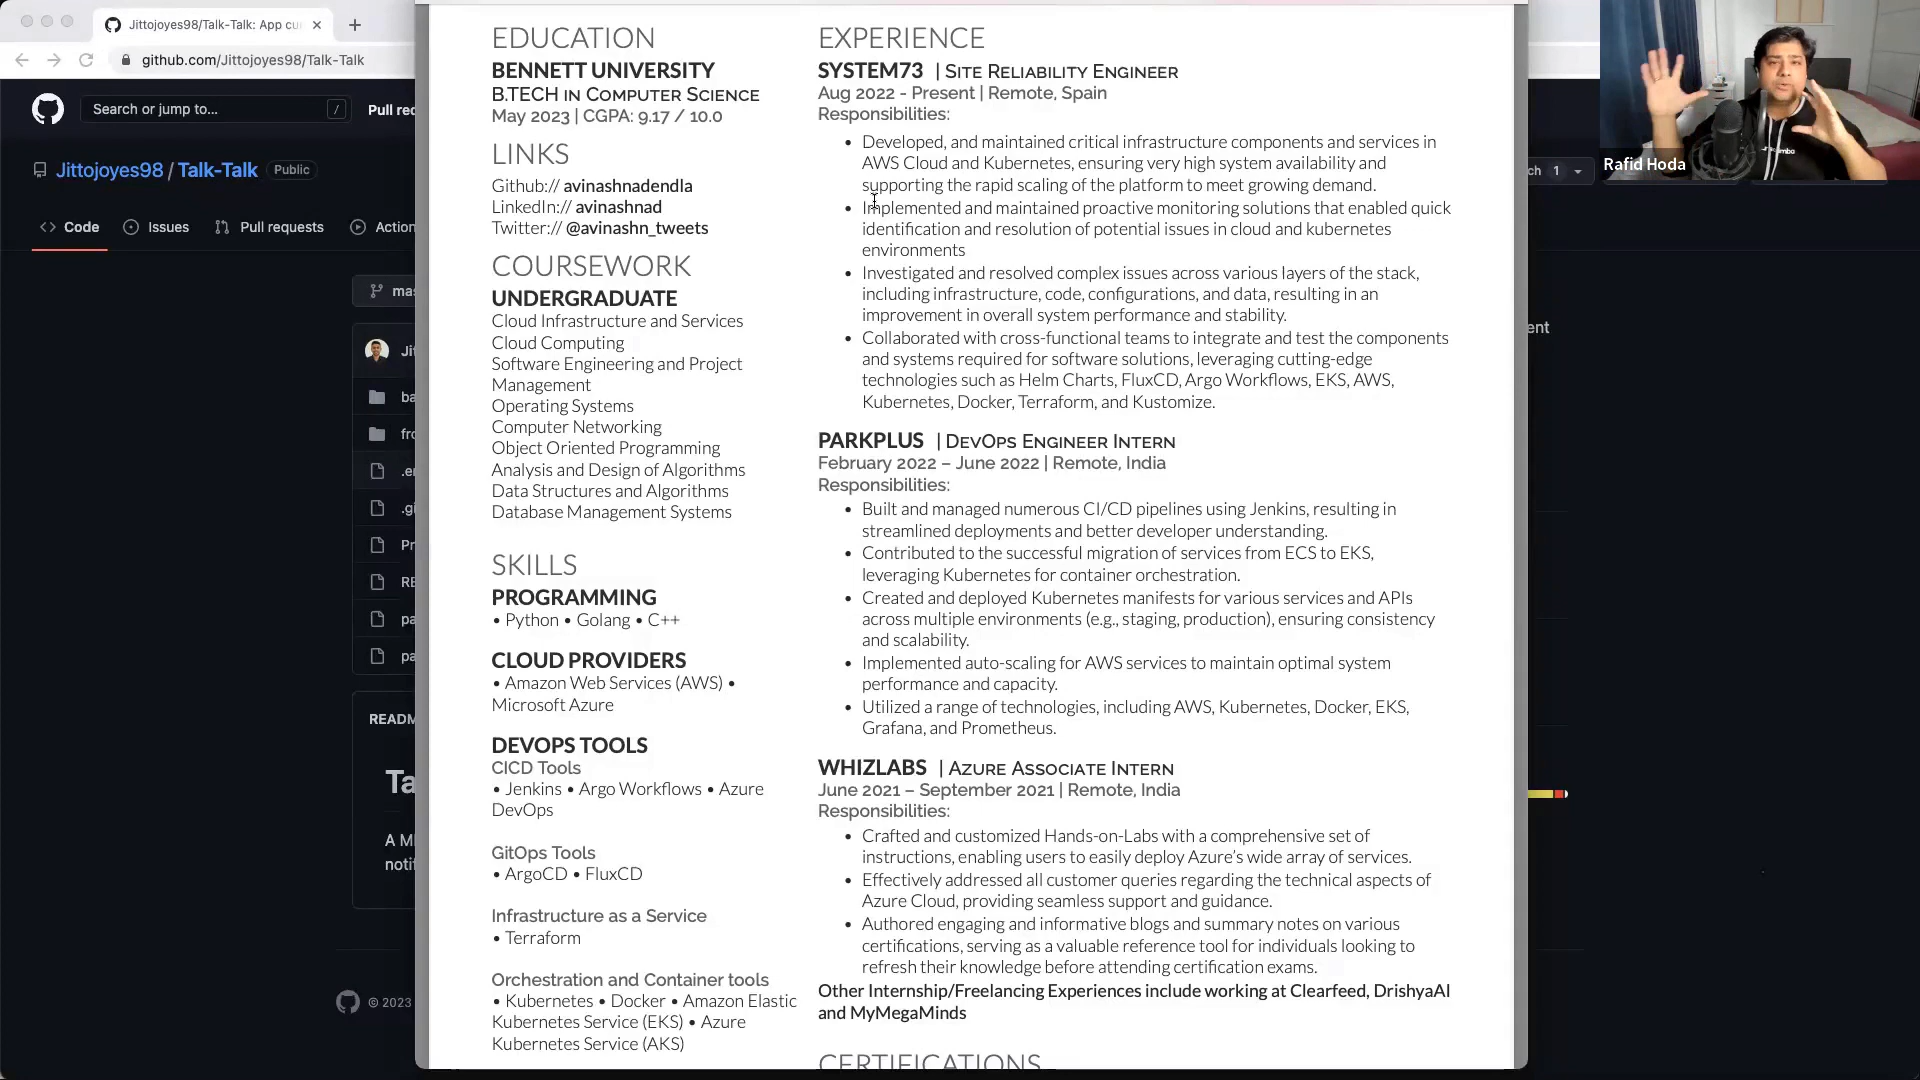 Jittojoyes98/Talk-Talk: App
github.com/Jittojoyes98/Talk-Talk
Search or jump to...
/
Pull
Jittojoyes98 / Talk-Talk
Public
1
Code
Issues
Pull requests
READM
© 2023
Rafid Hoda
EDUCATION
BENNETT UNIVERSITY
B.TECH IN COMPUTER SCIENCE
May 2023 | CGPA: 9.17 / 10.0
LINKS
Github:// avinashnadendla
LinkedIn:// avinashnad
Twitter:// @avinashn_tweets
COURSEWORK
UNDERGRADUATE
Cloud Infrastructure and Services
Cloud Computing
Software Engineering and Project
Management
Operating Systems
Computer Networking
Object Oriented Programming
Analysis and Design of Algorithms
Data Structures and Algorithms
Database Management Systems
SKILLS
PROGRAMMING
• Python • Golang • C++
CLOUD PROVIDERS
• Amazon Web Services (AWS) •
Microsoft Azure
DEVOPS TOOLS
CICD Tools
• Jenkins • Argo Workflows • Azure
DevOps
GitOps Tools
• ArgoCD • FluxCD
Infrastructure as a Service
• Terraform
Orchestration and Container tools
• Kubernetes • Docker • Amazon Elastic
Kubernetes Service (EKS) • Azure
Kubernetes Service (AKS)
EXPERIENCE
SYSTEM73 | SITE RELIABILITY ENGINEER
Aug 2022 - Present | Remote, Spain
Responsibilities:
• Developed, and maintained critical infrastructure components and services in
AWS Cloud and Kubernetes, ensuring very high system availability and
supporting the rapid scaling of the platform to meet growing demand.
• Implemented and maintained proactive monitoring solutions that enabled quick
identification and resolution of potential issues in cloud and kubernetes
environments
• Investigated and resolved complex issues across various layers of the stack,
including infrastructure, code, configurations, and data, resulting in an
improvement in overall system performance and stability.
• Collaborated with cross-functional teams to integrate and test the components
and systems required for software solutions, leveraging cutting-edge
technologies such as Helm Charts, FluxCD, Argo Workflows, EKS, AWS,
Kubernetes, Docker, Terraform, and Kustomize.
PARKPLUS | DEVOPS ENGINEER INTERN
February 2022 – June 2022 | Remote, India
Responsibilities:
• Built and managed numerous CI/CD pipelines using Jenkins, resulting in
streamlined deployments and better developer understanding.
• Contributed to the successful migration of services from ECS to EKS,
leveraging Kubernetes for container orchestration.
• Created and deployed Kubernetes manifests for various services and APIs
across multiple environments (e.g., staging, production), ensuring consistency
and scalability.
• Implemented auto-scaling for AWS services to maintain optimal system
performance and capacity.
• Utilized a range of technologies, including AWS, Kubernetes, Docker, EKS,
Grafana, and Prometheus.
WHIZLABS | AZURE ASSOCIATE INTERN
June 2021 – September 2021 | Remote, India
Responsibilities:
• Crafted and customized Hands-on-Labs with a comprehensive set of
instructions, enabling users to easily deploy Azure’s wide array of services.
• Effectively addressed all customer queries regarding the technical aspects of
Azure Cloud, providing seamless support and guidance.
• Authored engaging and informative blogs and summary notes on various
certifications, serving as a valuable reference tool for individuals looking to
refresh their knowledge before attending certification exams.
Other Internship/Freelancing Experiences include working at Clearfeed, DrishyaAI
and MyMegaMinds
CERTIFICATIONS